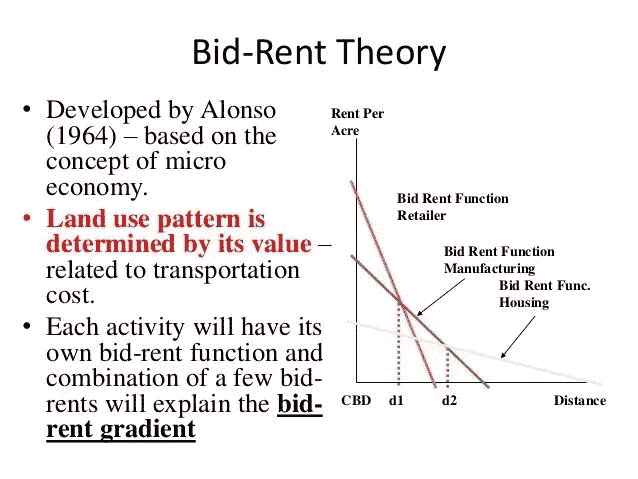 Bid-Rent Theory
• Developed by Alonso
(1964) – based on the
concept of micro
economy.
• Land use pattern is
determined by its value –
related to transportation
cost.
• Each activity will have its
own bid-rent function and
combination of a few bid-
rents will explain the bid-
rent gradient
Rent Per
Acre
Bid Rent Function
Retailer
Bid Rent Function
Manufacturing
Bid Rent Func.
Housing
CBD d1 d2 Distance